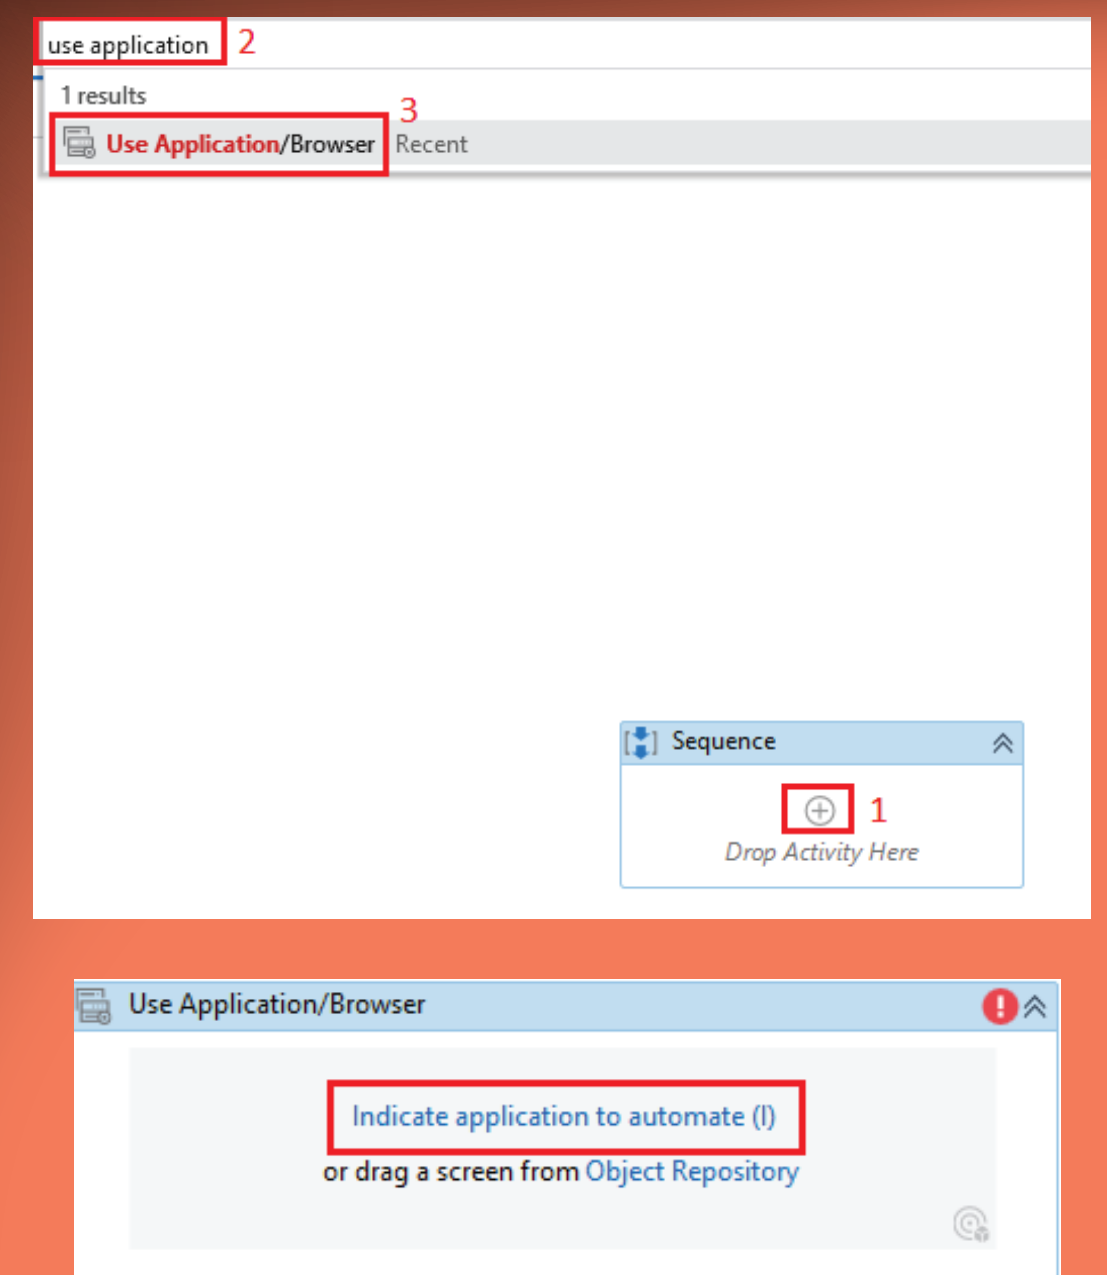 use application 2
1 results
3
Use Application/Browser Recent
Sequence
1
Drop Activity Here
Use Application/Browser
Indicate application to automate (I)
or drag a screen from Object Repository